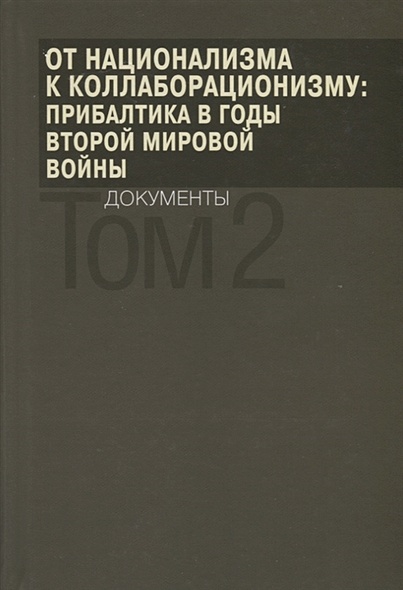 ОТ НАЦИОНАЛИЗМА
К КОЛЛАБОРАЦИОНИЗМУ:
ПРИБАЛТИКА В ГОДЫ
ВТОРОЙ МИРОВОЙ
ВОЙНЫ
ДОКУМЕНТЫ
Том 2